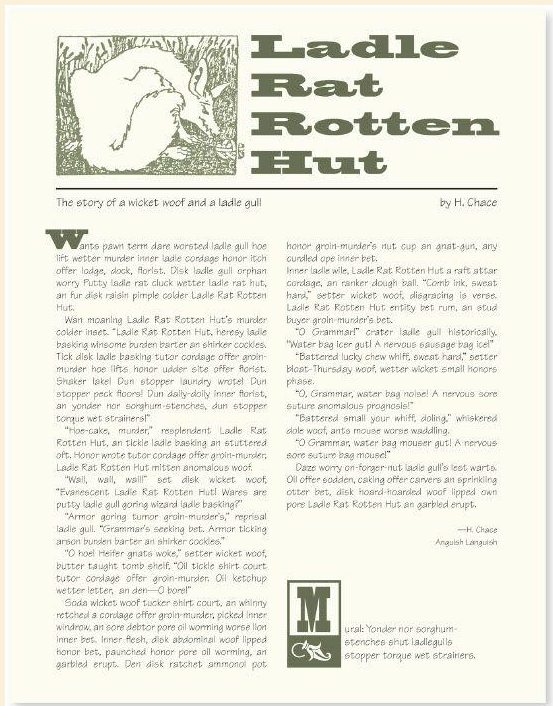 Ladle
Rat
Rotten
Hut
The story of a wicket woof and a ladle gull
by H. Chace
Wants pawn term dare worsted ladle gull hoe
lift wetter murder inner ladle cordage honor itch
offer lodge, dock, florist. Disk ladle gull orphan
worry Putty ladle rat cluck wetter ladle rat hut,
an fur disk raisin pimple colder Ladle Rat Rotten
Hut.
Wan moaning Ladle Rat Rotten Hut's murder
colder inset. "Ladle Rat Rotten Hut, heresy ladle
basking winsome burden barter an shirker cockles.
Tick disk ladle basking tutor cordage offer groin-
murder hoe lifts honor udder site offer florist.
Shaker lake! Dun stopper laundry wrote! Dun
stopper peck floors! Dun daily-doily inner florist,
an yonder nor sorghum-stenches, dun stopper
torque wet strainers!"
"Hoe-cake, murder," resplendent Ladle Rat
Rotten Hut, an tickle ladle basking an stuttered
oft. Honor wrote tutor cordage offer groin-murder,
Ladle Rat Rotten Hut mitten anomalous woof.
"Wail, wail, wail!" set disk wicket woof,
"Evanescent Ladle Rat Rotten Hut! Wares are
putty ladle gull goring wizard ladle basking?"
"Armor goring tumor groin-murder's," reprisal
ladle gull. "Grammar's seeking bet. Armor ticking
arson burden barter an shirker cockles."
"O hoe! Heifer gnats woke," setter wicket woof,
butter taught tomb shelf, "Oil tickle shirt court
tutor cordage offer groin-murder. Oil ketchup
wetter letter, an den—O bore!"
Soda wicket woof tucker shirt court, an whinny
retched a cordage offer groin-murder, picked inner
windrow, an sore debtor pore oil worming worse lion
inner bet. Inner flesh, disk abdominal woof lipped
honor bet, paunched honor pore oil worming, an
garbled erupt. Den disk ratchet ammonol pot
honor groin-murder's nut cup an gnat-gun, any
curdled ope inner bet.
Inner ladle wile, Ladle Rat Rotten Hut a raft attar
cordage, an ranker dough ball. "Comb ink, sweat
hard," setter wicket woof, disgracing is verse.
Ladle Rat Rotten Hut entity bet rum, an stud
buyer groin-murder's bet.
"O Grammar!" crater ladle gull historically,
"Water bag icer gut! A nervous sausage bag ice!"
"Battered lucky chew whiff, sweat hard," setter
bloat-Thursday woof, wetter wicket small honors
phase.
"O, Grammar, water bag noise! A nervous sore
suture anomalous prognosis!"
"Battered small your whiff, doling," whiskered
dole woof, ants mouse worse waddling.
"O Grammar, water bag mouser gut! A nervous
sore suture bag mouse!"
Daze worry on-forger-nut ladle gull's lest warts.
Oil offer sodden, caking offer carvers an sprinkling
otter bet, disk hoard-hoarded woof lipped own
pore Ladle Rat Rotten Hut an garbled erupt.
—H. Chace
Anguish Languish
Mural: Yonder nor sorghum-
stenches shut ladlegulls
stopper torque wet strainers.